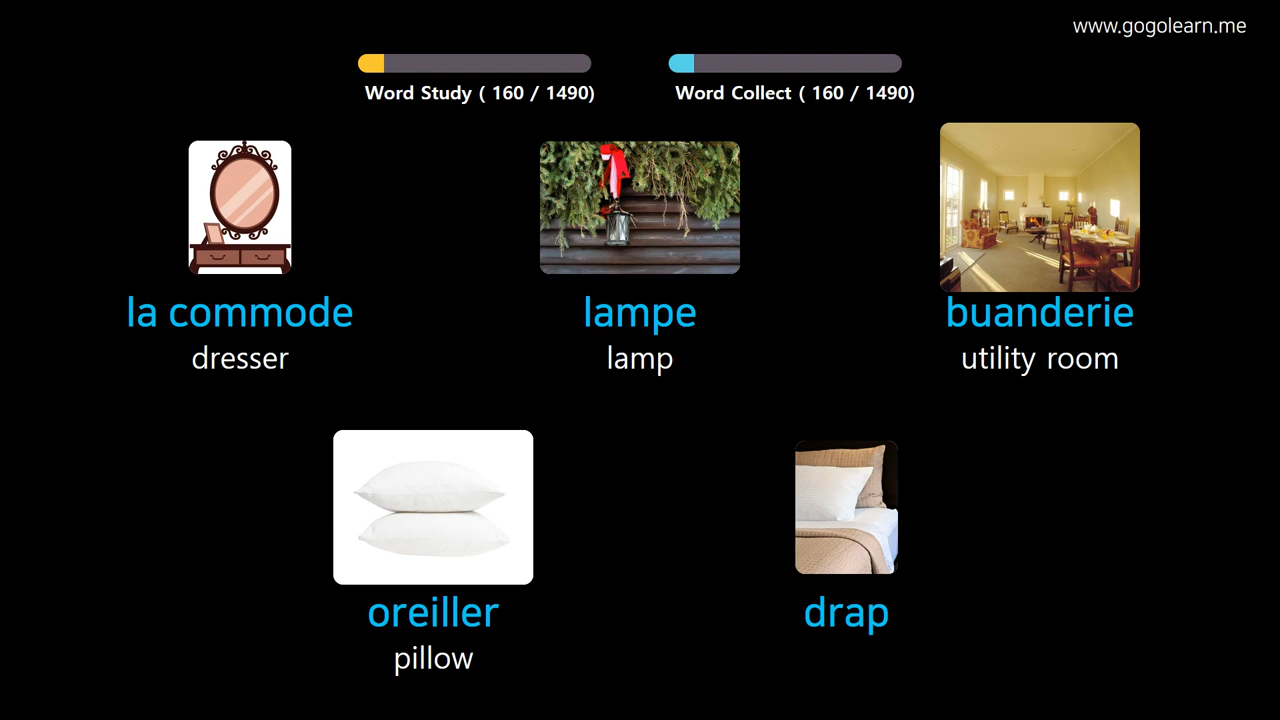 www.gogolearn.me
Word Study ( 160 / 1490)
Word Collect ( 160 / 1490)
la commode
dresser
lampe
lamp
buanderie
utility room
oreiller
pillow
drap